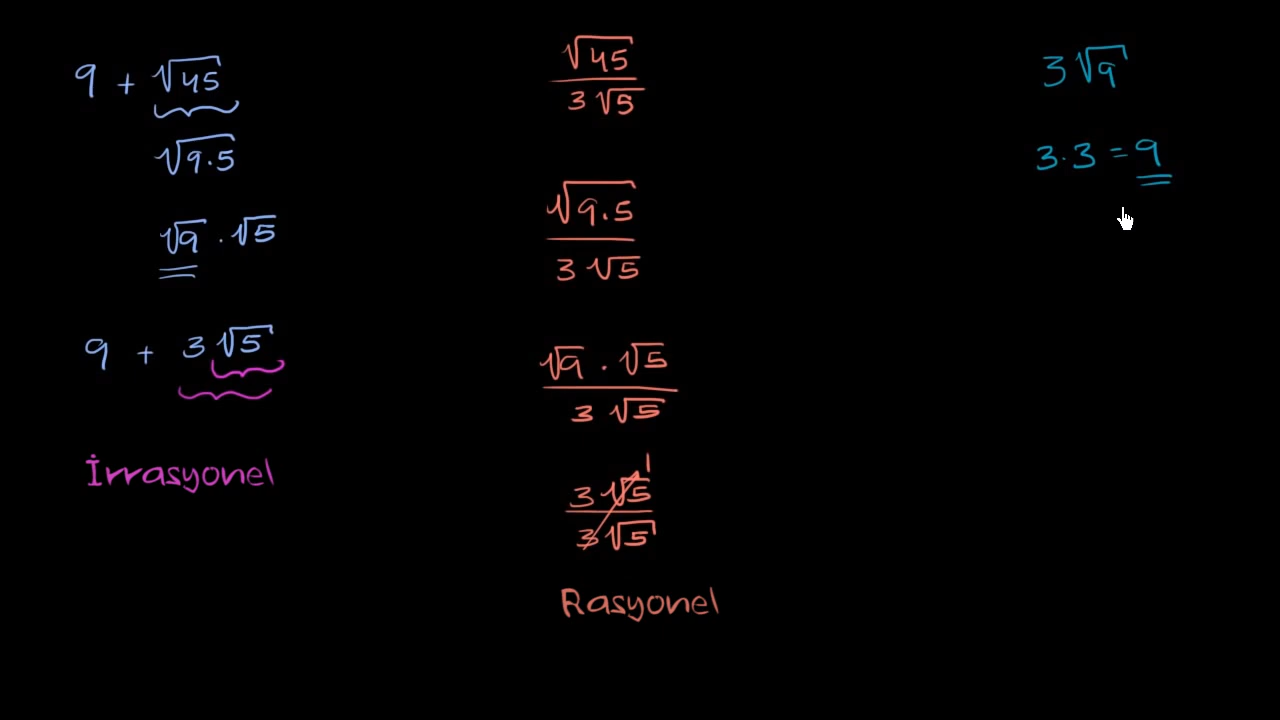 9 + √45
√9.5
√9 . √5
9 + 3√5
İrrasyonel
√45
3√5
√9.5
3√5
√9 . √5
3√5
1
3√5
3√5
Rasyonel
3√9
3.3 = 9